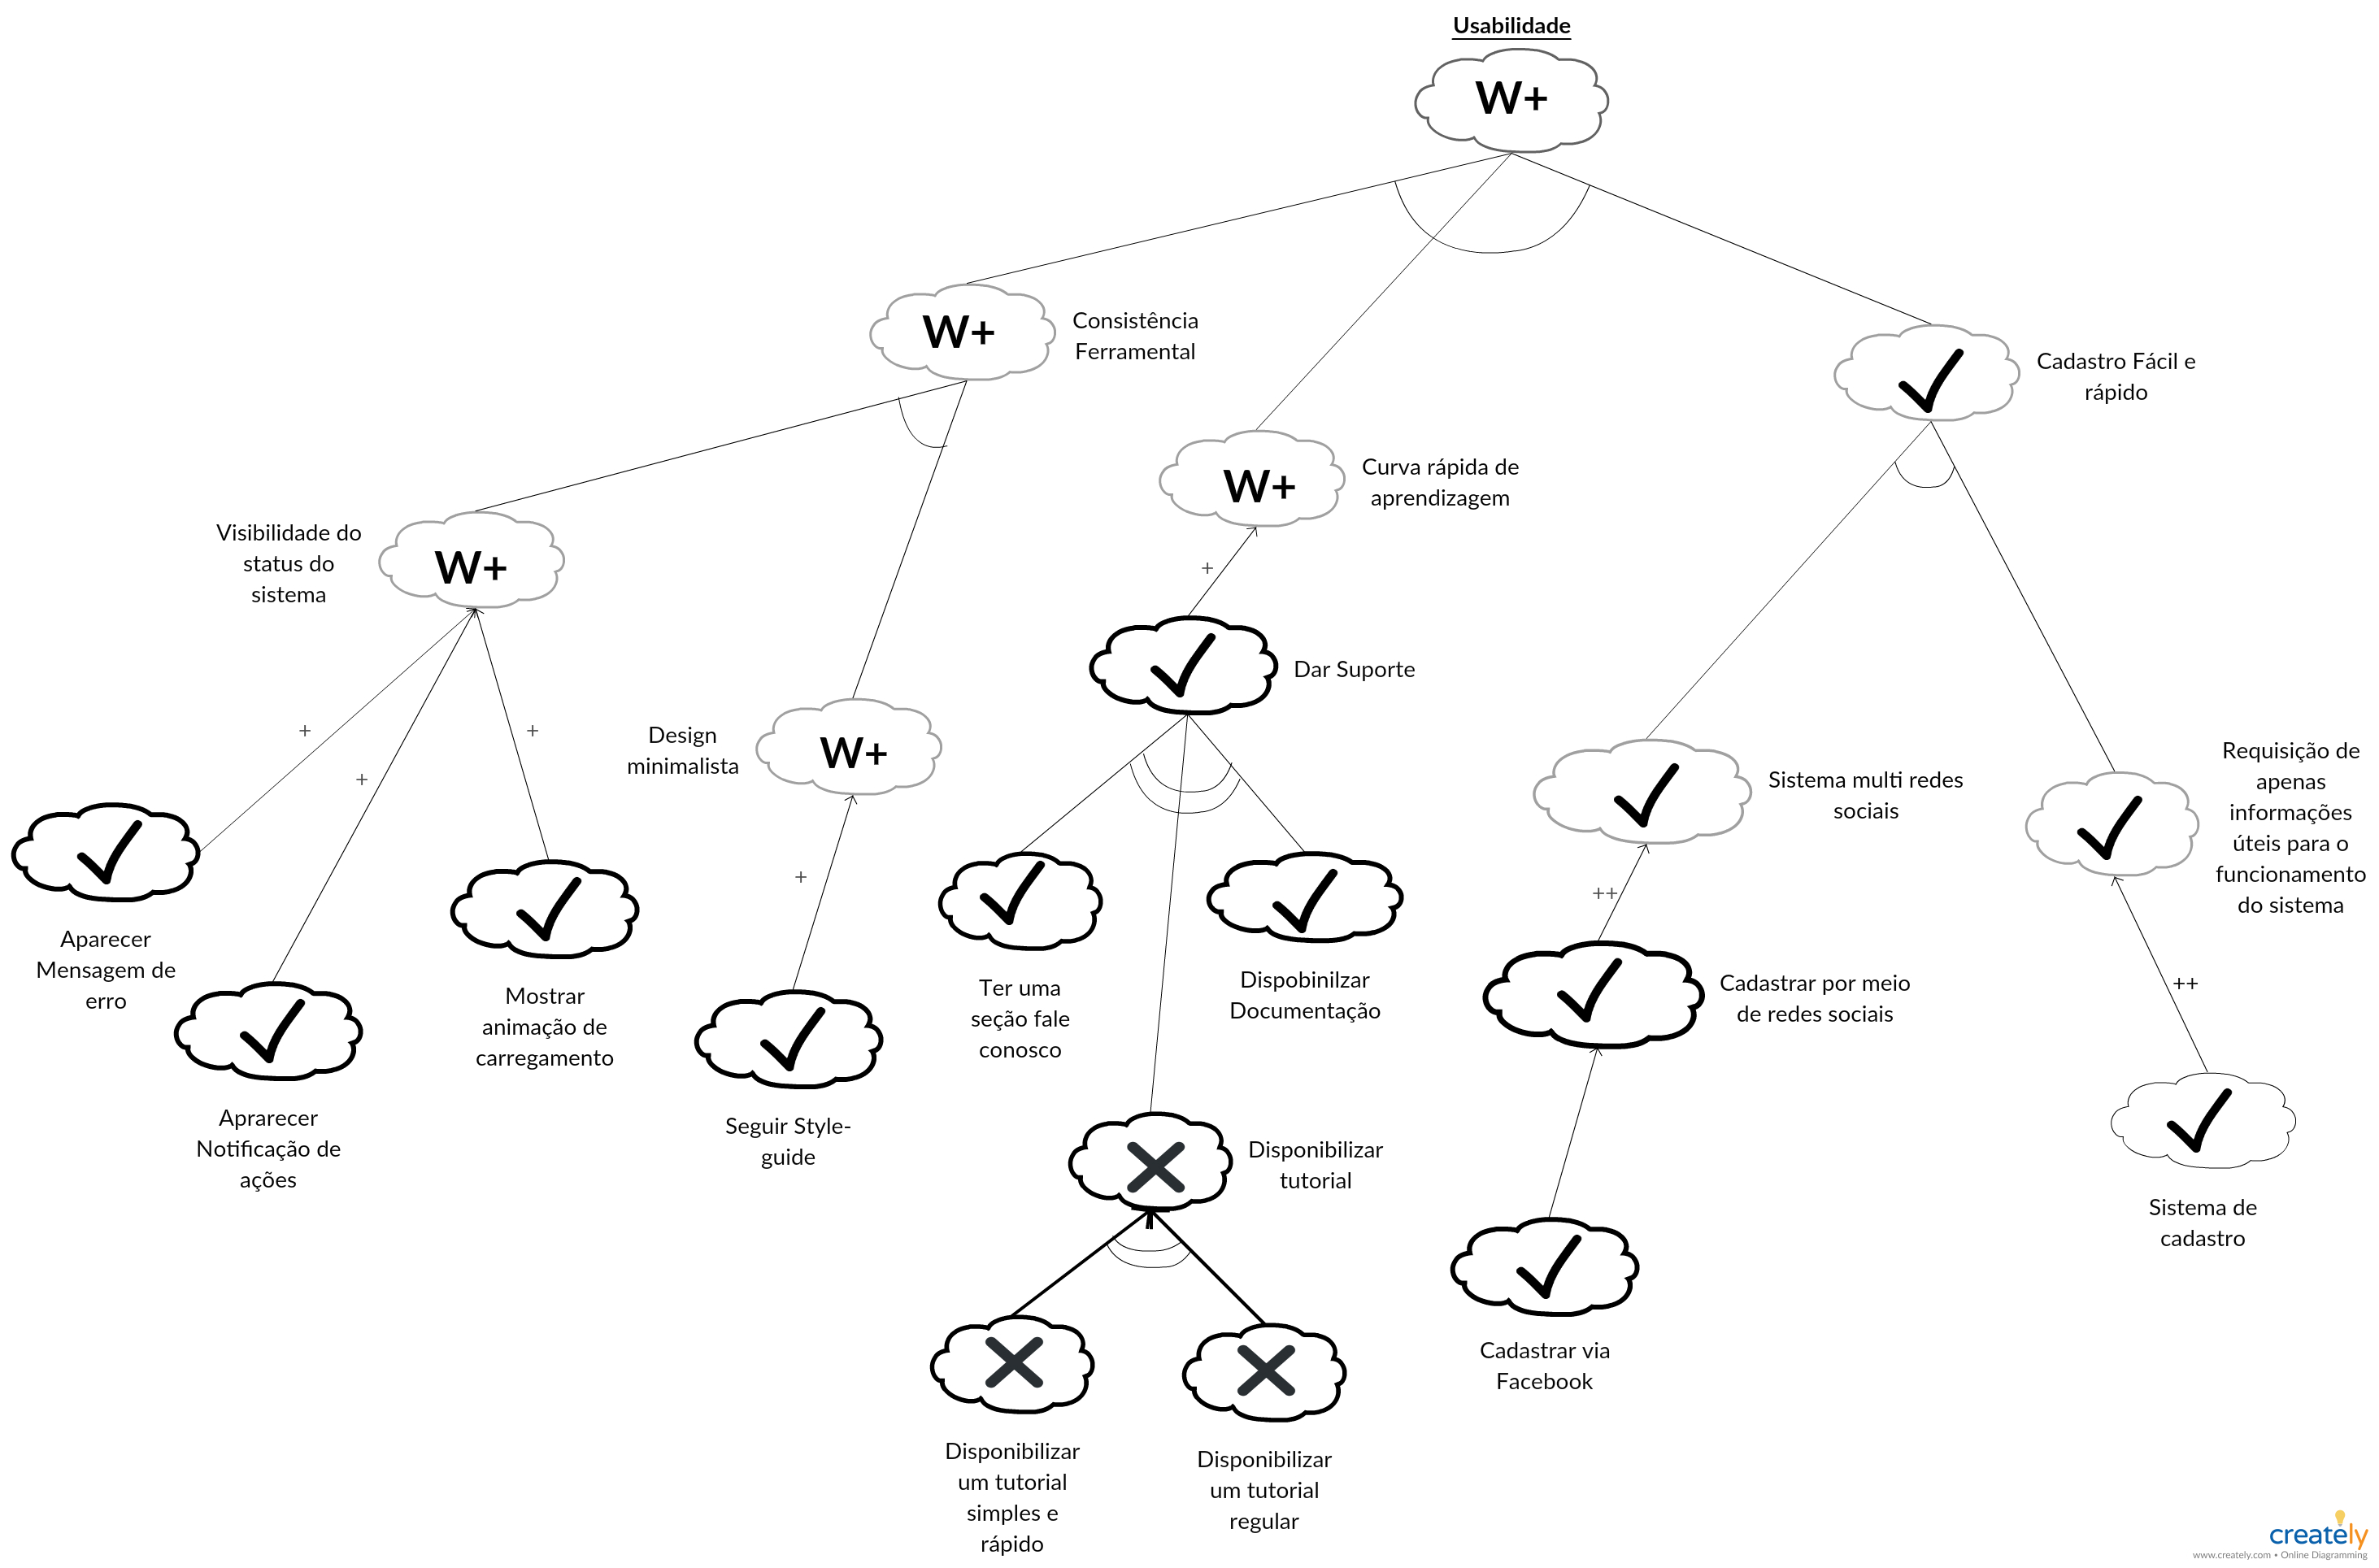 Usabilidade
W+
W+
Consistência
Ferramental
Cadastro Fácil e
rápido
W+
Curva rápida de
aprendizagem
Visibilidade do
status do
sistema
W+
+
Dar Suporte
+
+
+
Design
minimalista
W+
Sistema multi redes
sociais
Requisição de
apenas
informações
úteis para o
funcionamento
do sistema
+
++
Aparecer
Mensagem de
erro
Mostrar
animação de
carregamento
Ter uma
seção fale
conosco
Dispobinilzar
Documentação
Cadastrar por meio
de redes sociais
++
Aprarecer
Notificação de
ações
Seguir Style-
guide
Disponibilizar
tutorial
Sistema de
cadastro
Cadastrar via
Facebook
Disponibilizar
um tutorial
simples e
rápido
Disponibilizar
um tutorial
regular
creately
www.creately.com • Online Diagramming